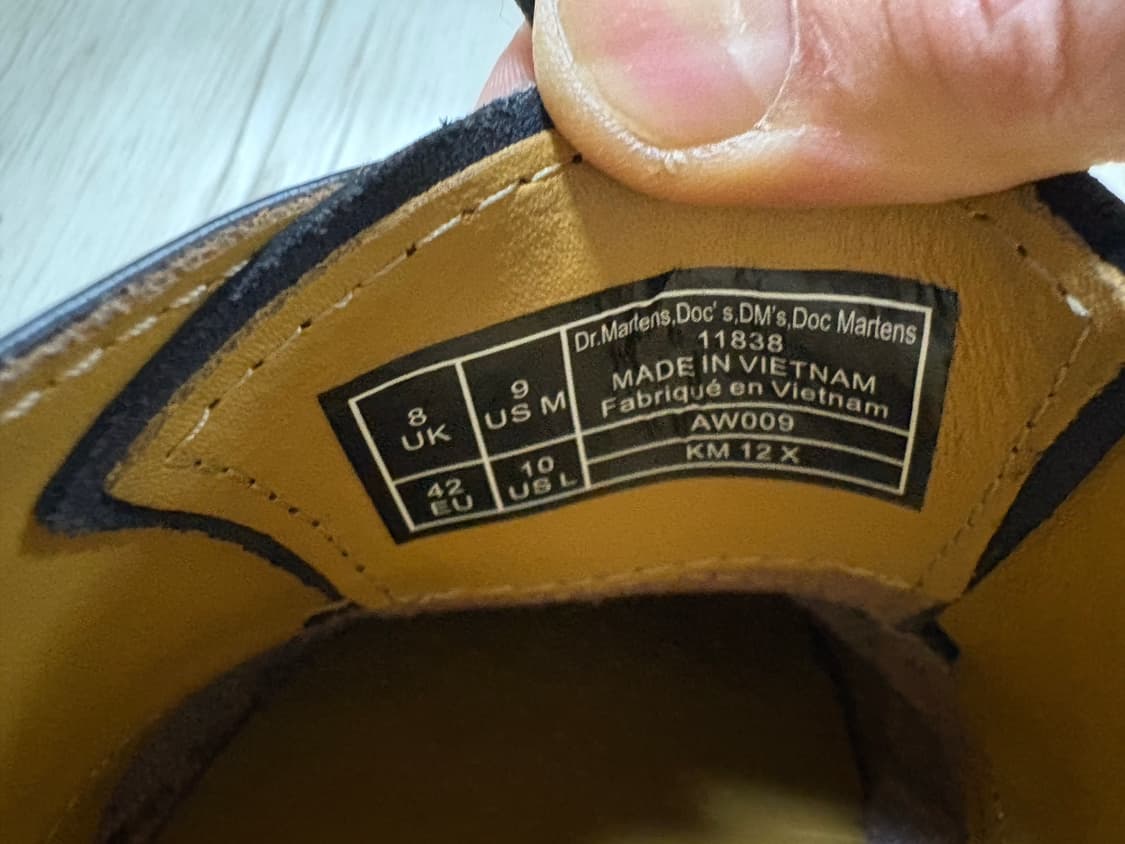 8
UK
9
US M
42
EU
10
US L
Dr.Martens,Doc' s,DM's,Doc Martens
11838
MADE IN VIETNAM
Fabriqué en Vietnam
AW009
KM 12 X